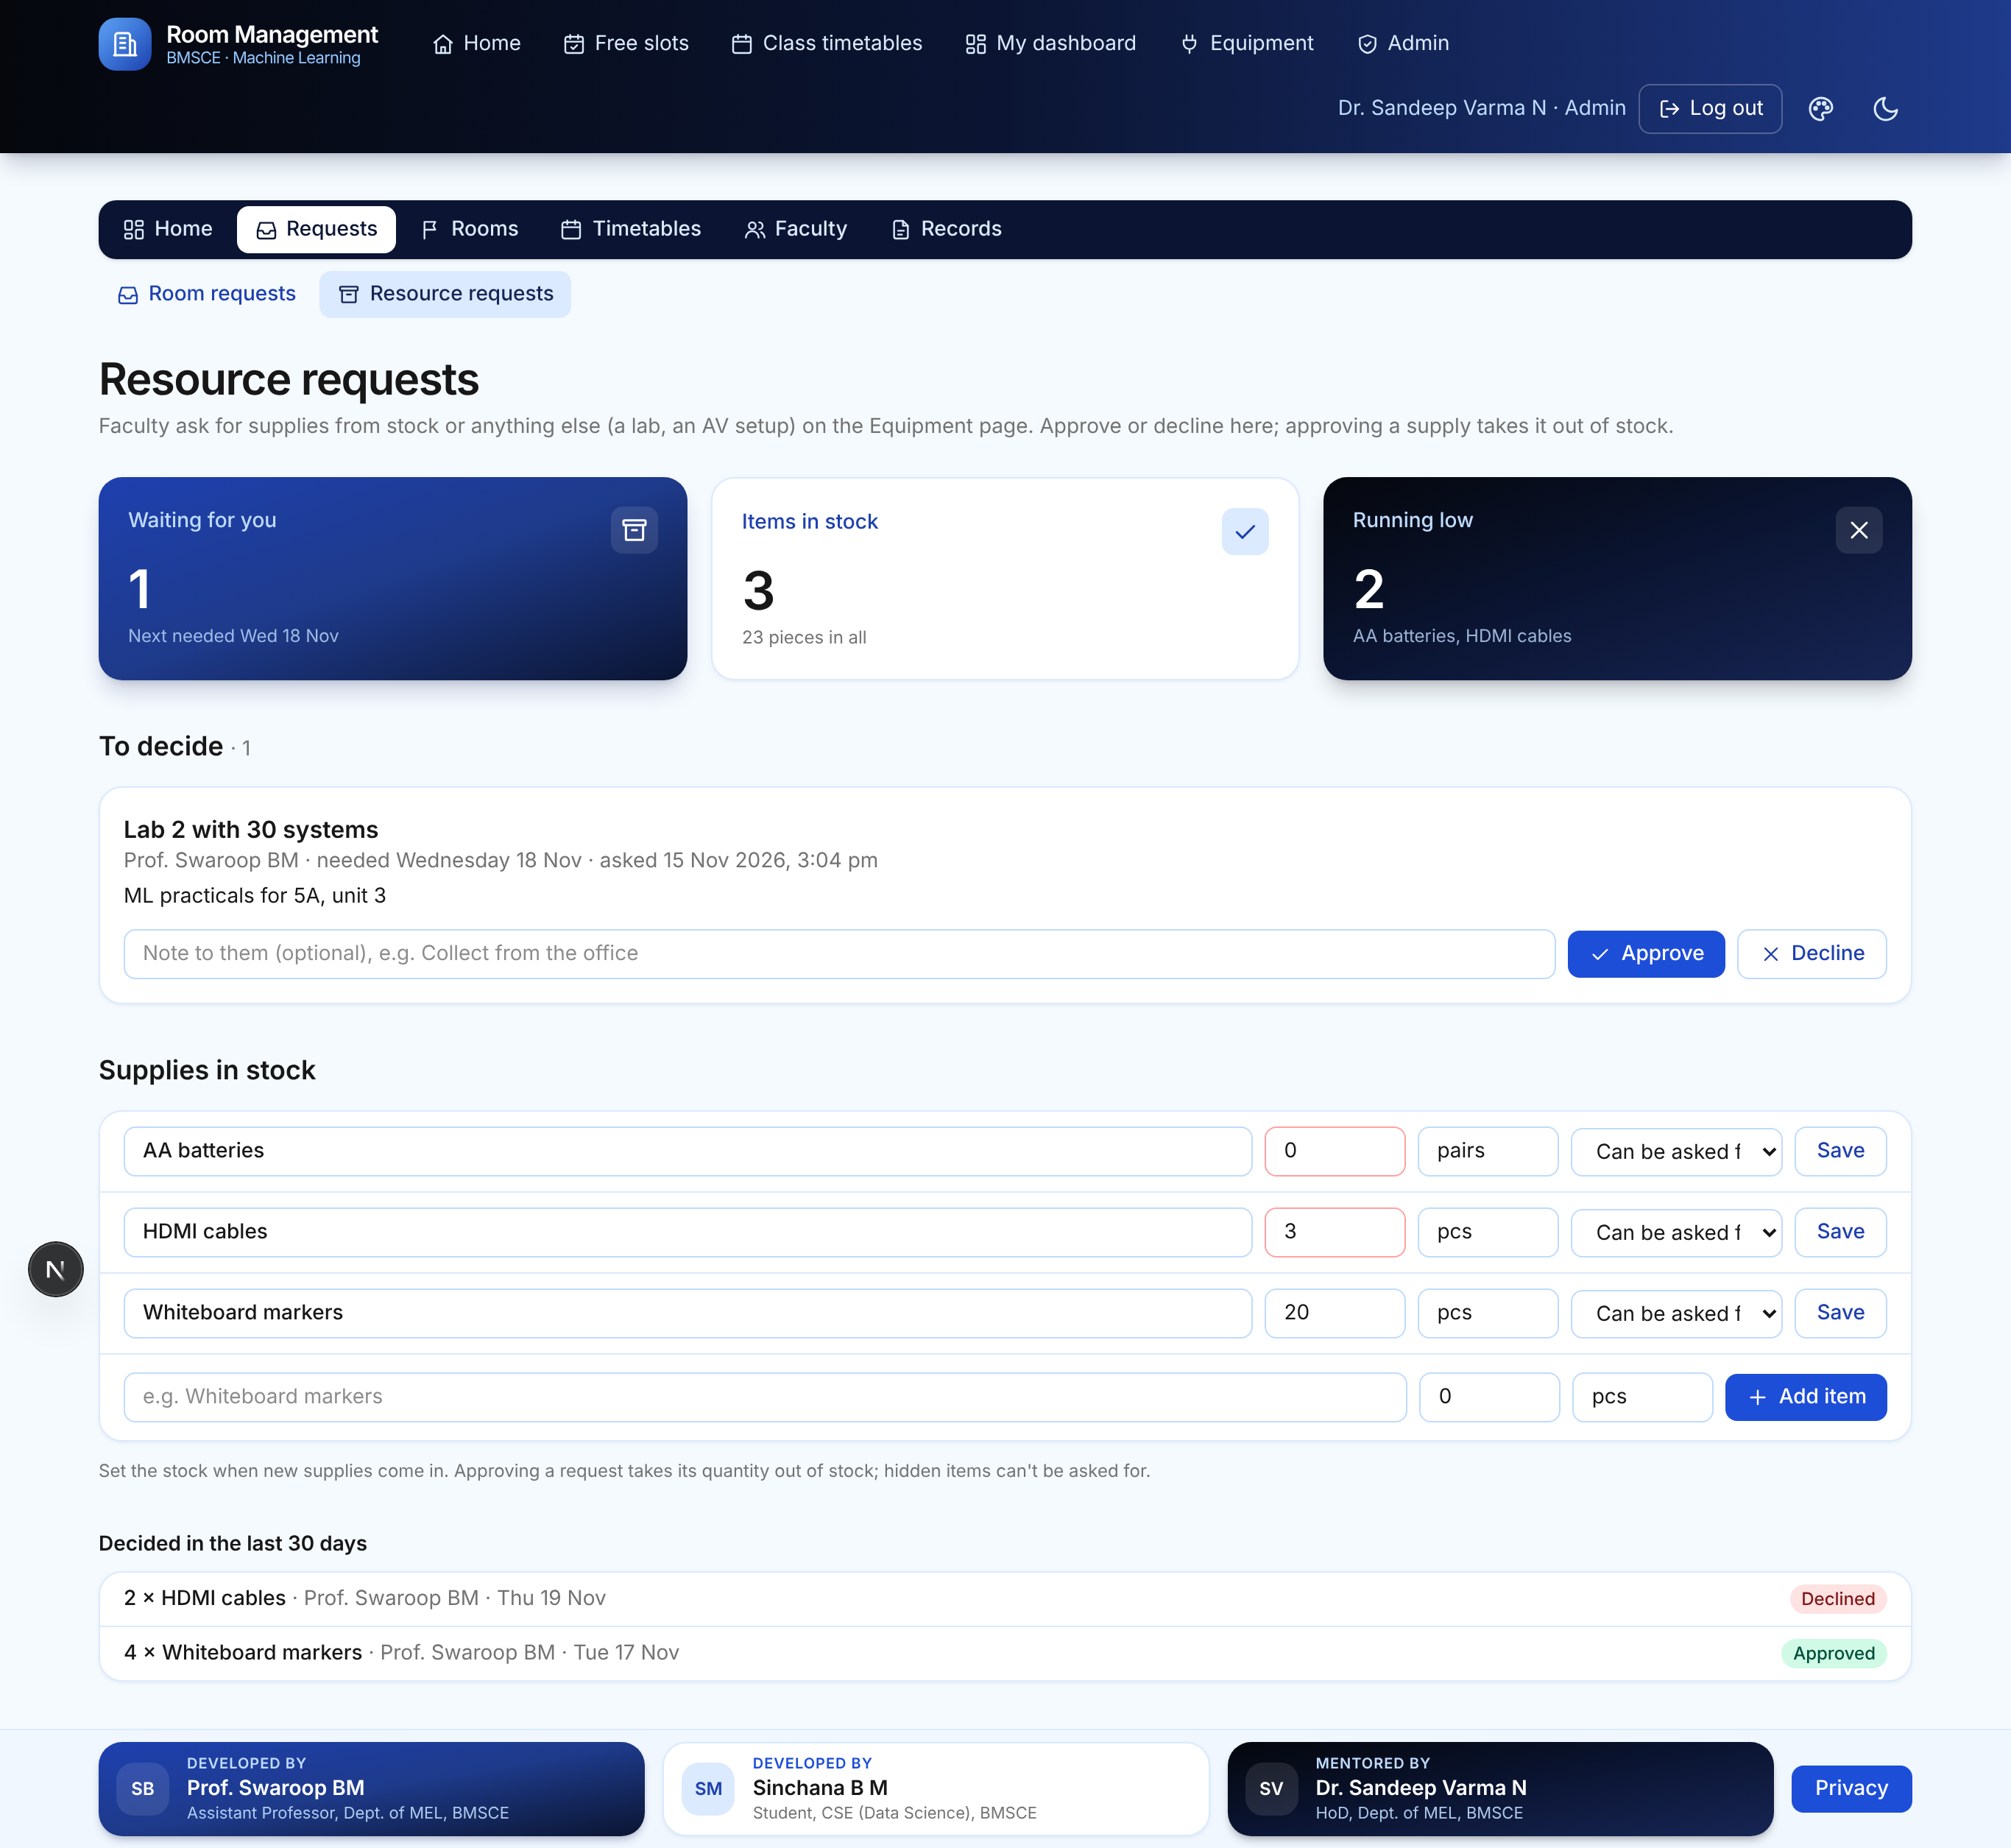 Room Management
BMSCE · Machine Learning
Home
Free slots
Class timetables
My dashboard
Equipment
Admin
Dr. Sandeep Varma N · Admin
Log out
Home
Requests
Rooms
Timetables
Faculty
Records
Room requests
Resource requests
Resource requests
Faculty ask for supplies from stock or anything else (a lab, an AV setup) on the Equipment page. Approve or decline here; approving a supply takes it out of stock.
Waiting for you
1
Next needed Wed 18 Nov
Items in stock
3
23 pieces in all
Running low
2
AA batteries, HDMI cables
To decide · 1
Lab 2 with 30 systems
Prof. Swaroop BM · needed Wednesday 18 Nov · asked 15 Nov 2026, 3:04 pm
ML practicals for 5A, unit 3
Note to them (optional), e.g. Collect from the office
Approve
Decline
Supplies in stock
AA batteries
0
pairs
Can be asked f
Save
HDMI cables
3
pcs
Can be asked f
Save
Whiteboard markers
20
pcs
Can be asked f
Save
e.g. Whiteboard markers
0
pcs
Add item
Set the stock when new supplies come in. Approving a request takes its quantity out of stock; hidden items can't be asked for.
Decided in the last 30 days
2 × HDMI cables · Prof. Swaroop BM · Thu 19 Nov
Declined
4 × Whiteboard markers · Prof. Swaroop BM · Tue 17 Nov
Approved
SB
DEVELOPED BY
Prof. Swaroop BM
Assistant Professor, Dept. of MEL, BMSCE
SM
DEVELOPED BY
Sinchana B M
Student, CSE (Data Science), BMSCE
SV
MENTORED BY
Dr. Sandeep Varma N
HoD, Dept. of MEL, BMSCE
Privacy
N